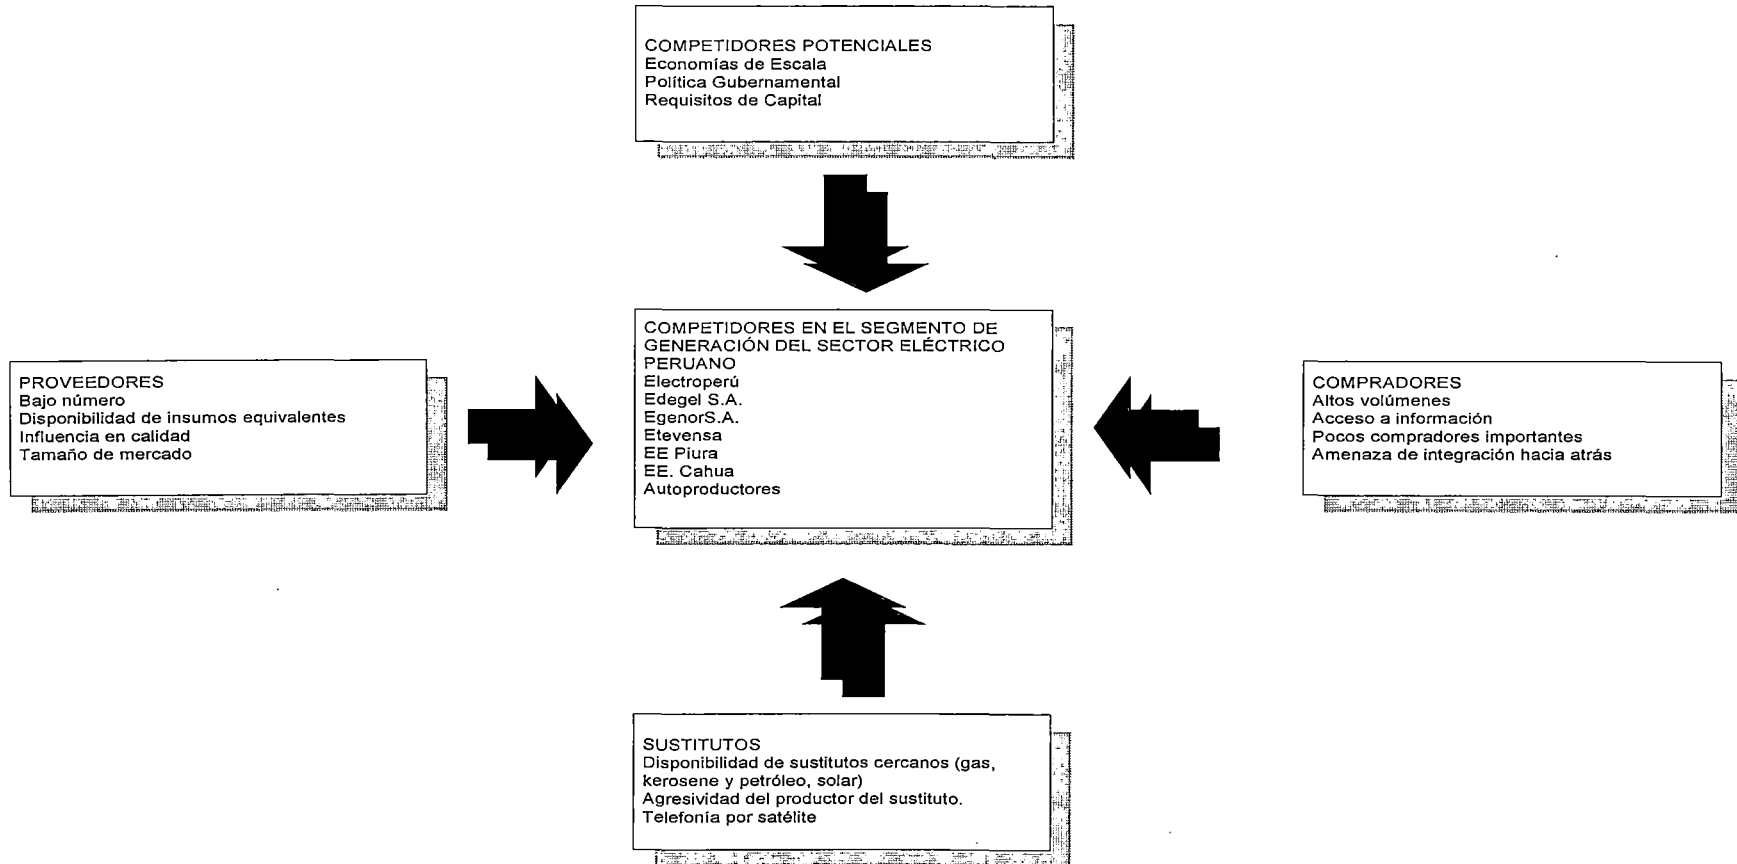 COMPETIDORES POTENCIALES
Economías de Escala
Política Gubernamental
Requisitos de Capital
PROVEEDORES
Bajo número
Disponibilidad de insumos equivalentes
Influencia en calidad
Tamaño de mercado
COMPETIDORES EN EL SEGMENTO DE
GENERACIÓN DEL SECTOR ELÉCTRICO
PERUANO
Electroperú
Edegel S.A.
EgenorS.A.
Etevensa
EE Piura
EE. Cahua
Autoproductores
COMPRADORES
Altos volúmenes
Acceso a información
Pocos compradores importantes
Amenaza de integración hacia atrás
SUSTITUTOS
Disponibilidad de sustitutos cercanos (gas,
kerosene y petróleo, solar)
Agresividad del productor del sustituto.
Telefonía por satélite